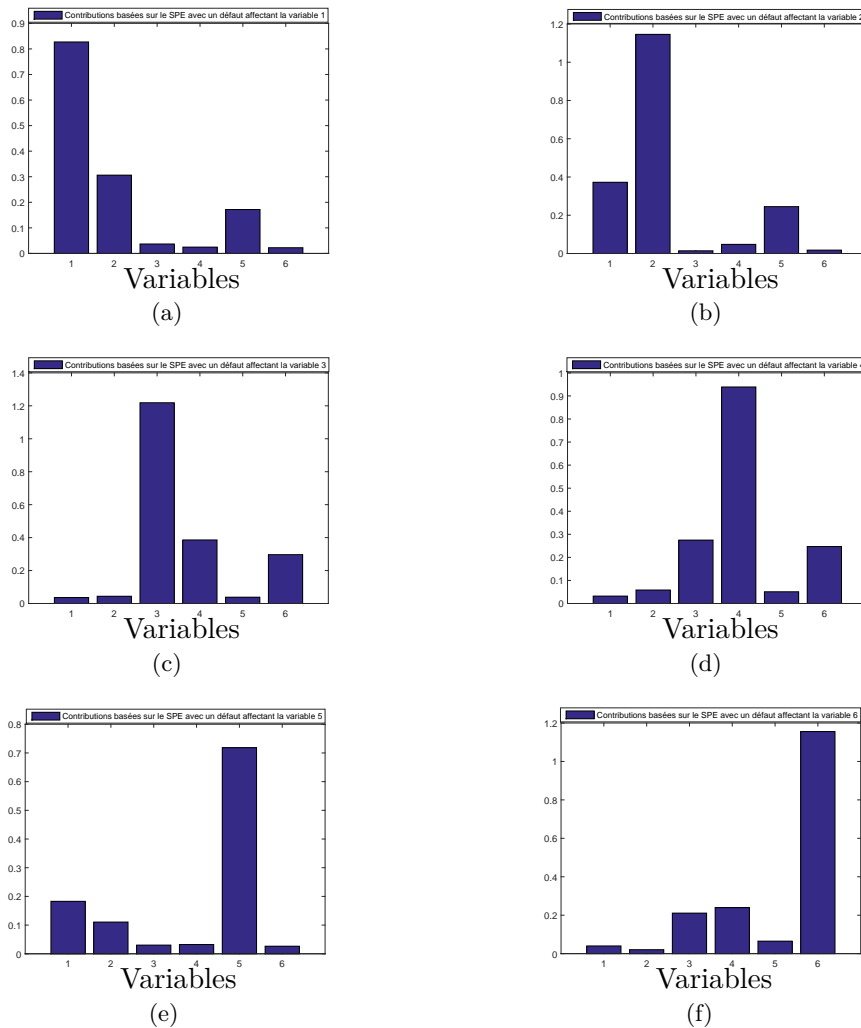 Contributions basées sur le SPE avec un défaut affectant la variable 1
0.9
0.8
0.7
0.6
0.5
0.4
0.3
0.2
0.1
0
1 2 3 4 5 6
Variables
(a)
Contributions basées sur le SPE avec un défaut affectant la variable 2
1.2
1
0.8
0.6
0.4
0.2
0
1 2 3 4 5 6
Variables
(b)
Contributions basées sur le SPE avec un défaut affectant la variable 3
1.4
1.2
1
0.8
0.6
0.4
0.2
0
1 2 3 4 5 6
Variables
(c)
Contributions basées sur le SPE avec un défaut affectant la variable 4
1
0.9
0.8
0.7
0.6
0.5
0.4
0.3
0.2
0.1
0
1 2 3 4 5 6
Variables
(d)
Contributions basées sur le SPE avec un défaut affectant la variable 5
0.8
0.7
0.6
0.5
0.4
0.3
0.2
0.1
0
1 2 3 4 5 6
Variables
(e)
Contributions basées sur le SPE avec un défaut affectant la variable 6
1.2
1
0.8
0.6
0.4
0.2
0
1 2 3 4 5 6
Variables
(f)